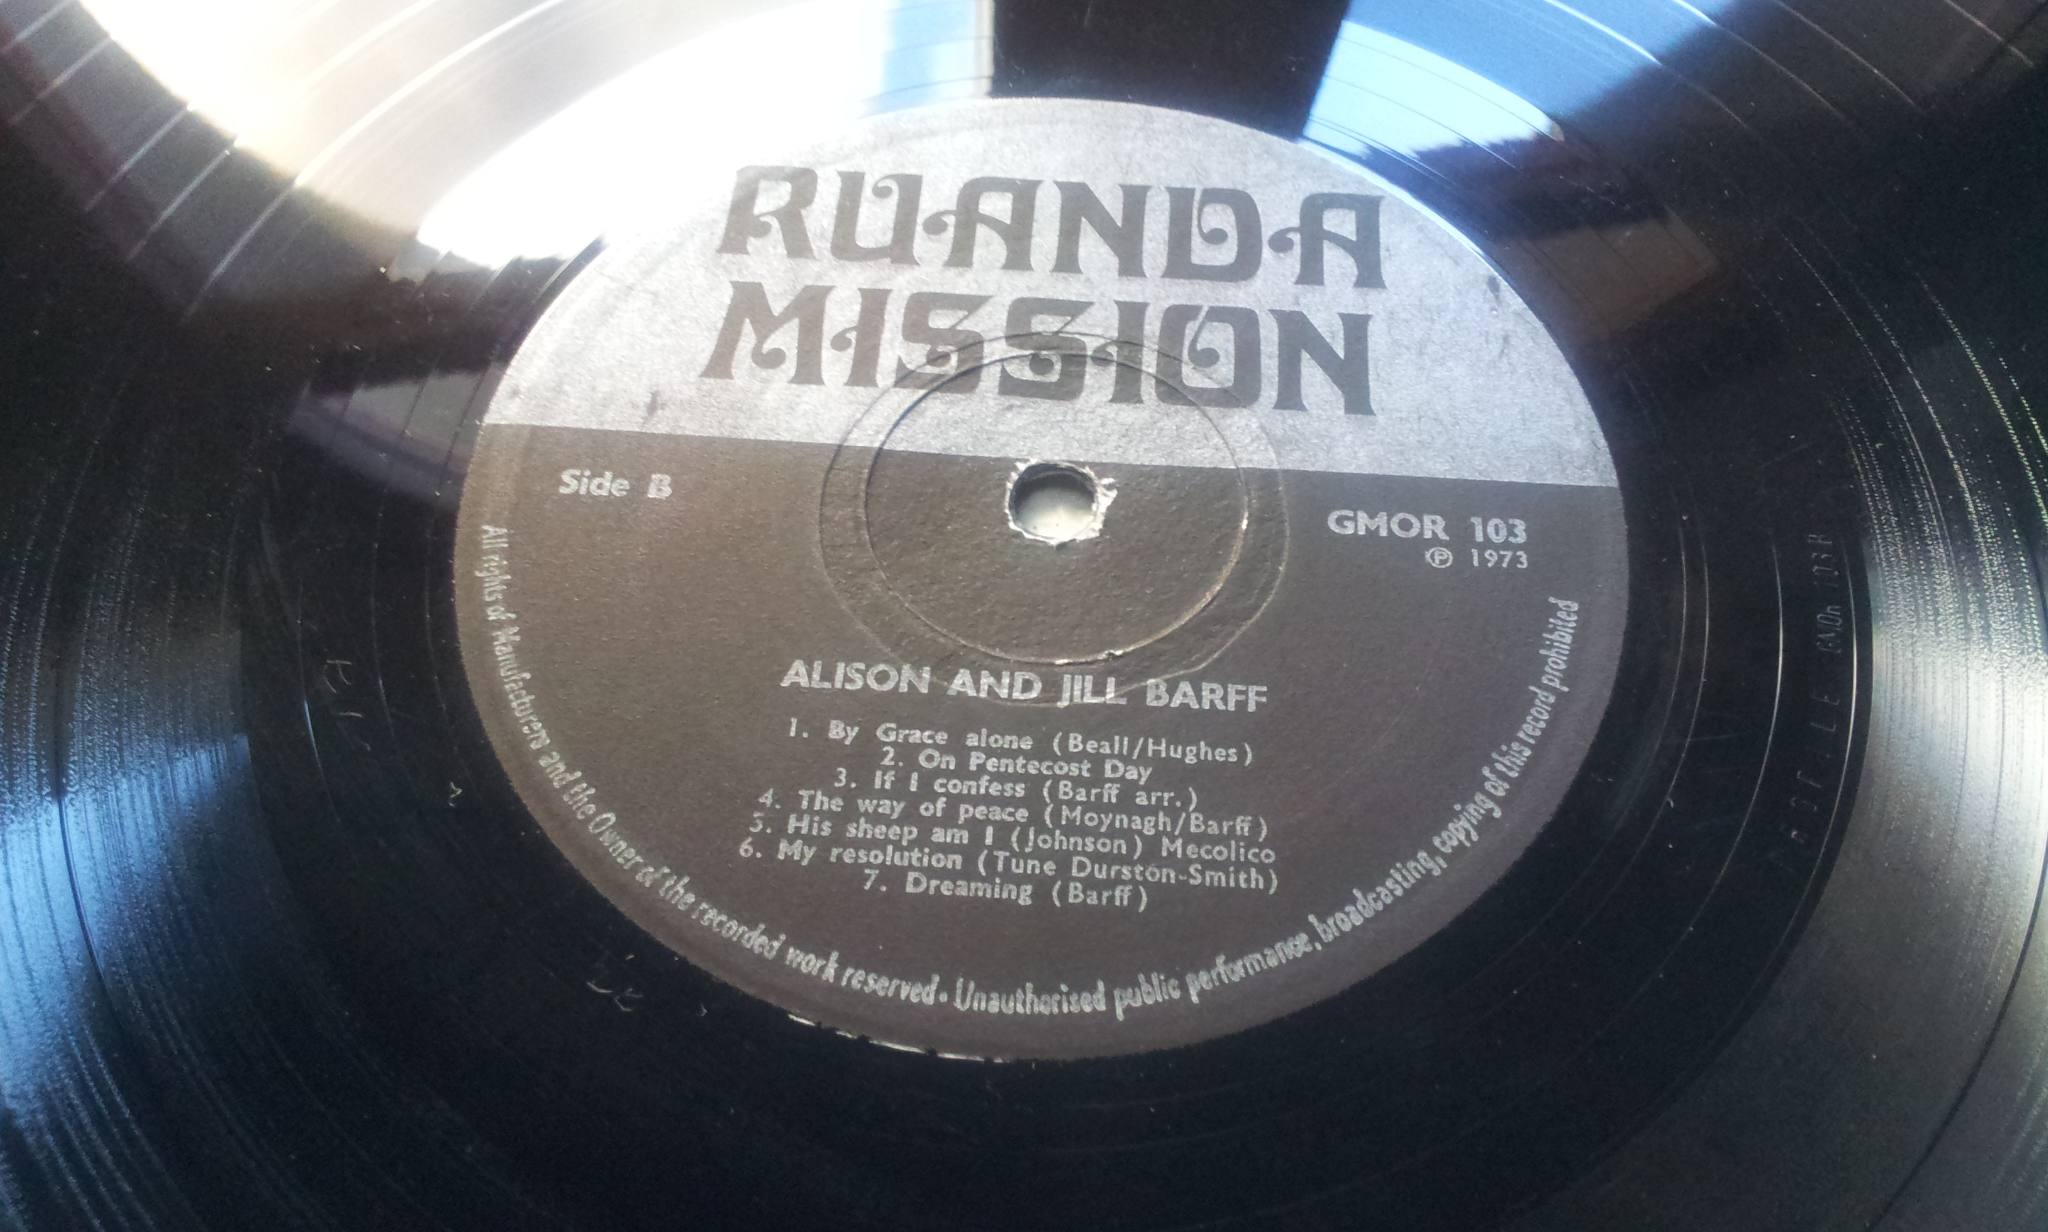 RUANDA
MISSION
Side B
GMOR 103
Ⓟ 1973
ALISON AND JILL BARFF
1. By Grace alone (Beall/Hughes)
2. On Pentecost Day
3. If I confess (Barff arr.)
4. The way of peace (Moynagh/Barff)
5. His sheep am I (Johnson) Mecolico
6. My resolution (Tune Durston-Smith)
7. Dreaming (Barff)
All rights of Manufacturers and the Owner of the recorded work reserved. Unauthorised public performance, broadcasting, copying of this record prohibited